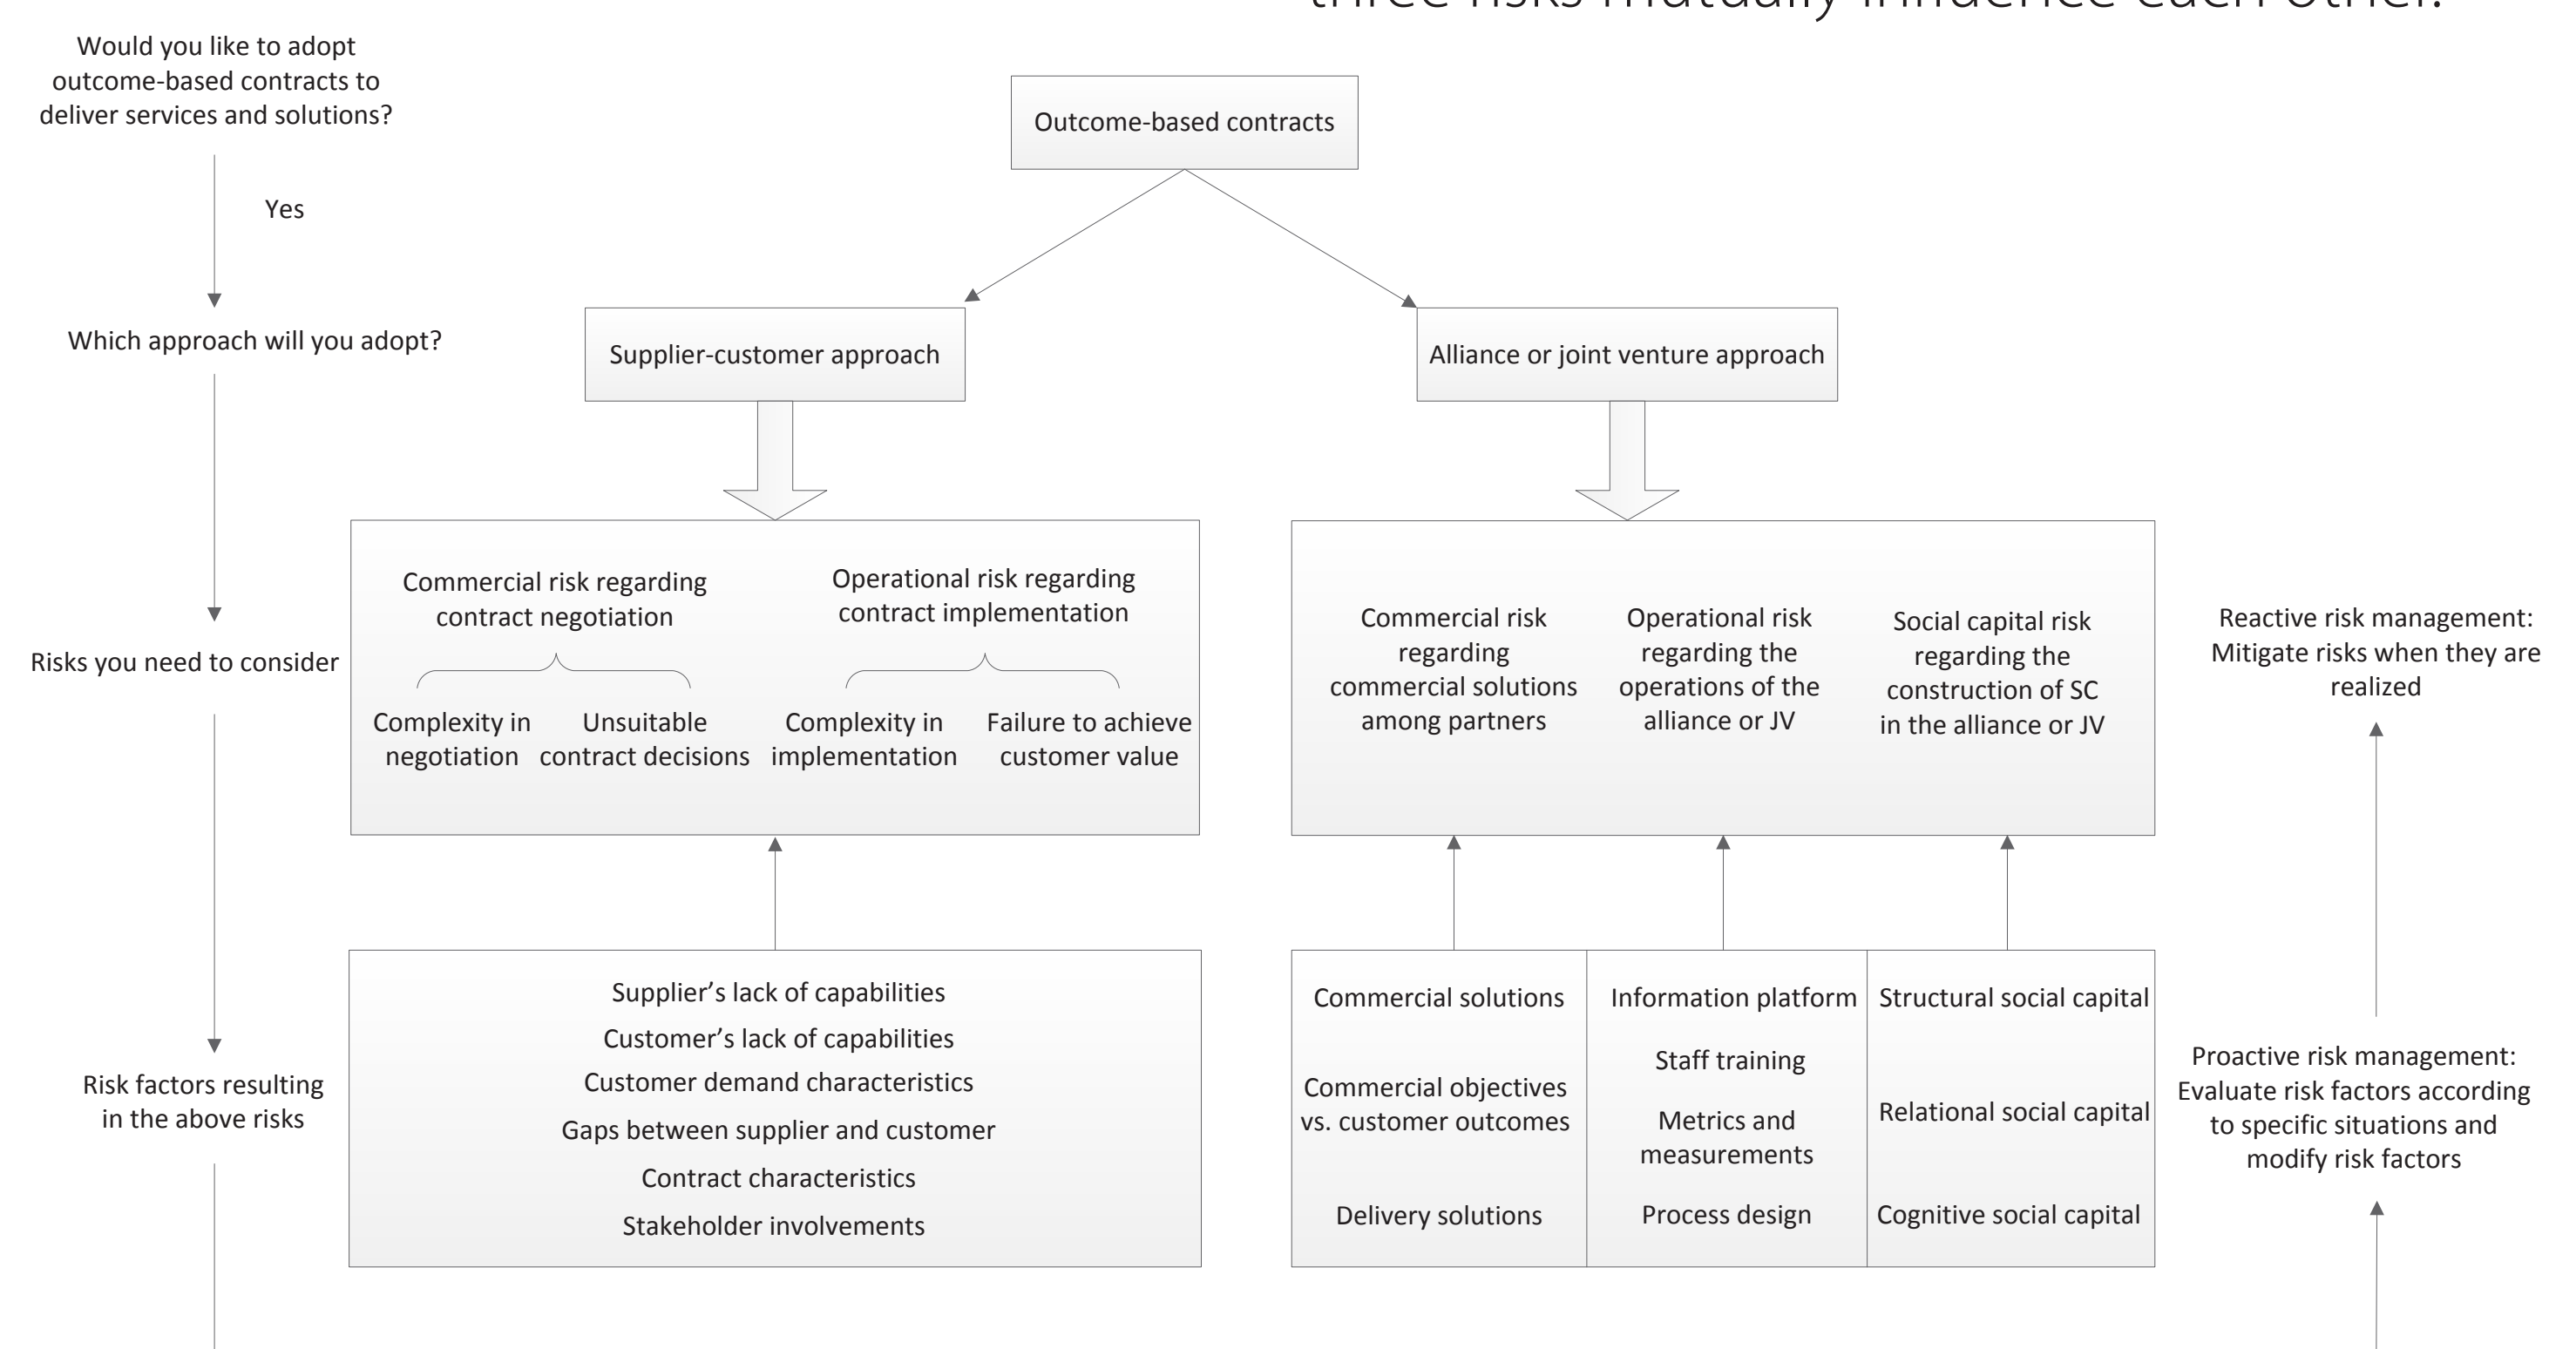 three risks mutually influence each other.
Would you like to adopt
outcome-based contracts to
deliver services and solutions?
Yes
Which approach will you adopt?
Risks you need to consider
Risk factors resulting
in the above risks
Outcome-based contracts
Supplier-customer approach
Alliance or joint venture approach
Commercial risk regarding
contract negotiation
Complexity in
negotiation
Unsuitable
contract decisions
Operational risk regarding
contract implementation
Complexity in
implementation
Failure to achieve
customer value
Commercial risk
regarding
commercial solutions
among partners
Operational risk
regarding the
operations of the
alliance or JV
Social capital risk
regarding the
construction of SC
in the alliance or JV
Supplier’s lack of capabilities
Customer’s lack of capabilities
Customer demand characteristics
Gaps between supplier and customer
Contract characteristics
Stakeholder involvements
Commercial solutions
Commercial objectives
vs. customer outcomes
Delivery solutions
Information platform
Staff training
Metrics and
measurements
Process design
Structural social capital
Relational social capital
Cognitive social capital
Reactive risk management:
Mitigate risks when they are
realized
Proactive risk management:
Evaluate risk factors according
to specific situations and
modify risk factors